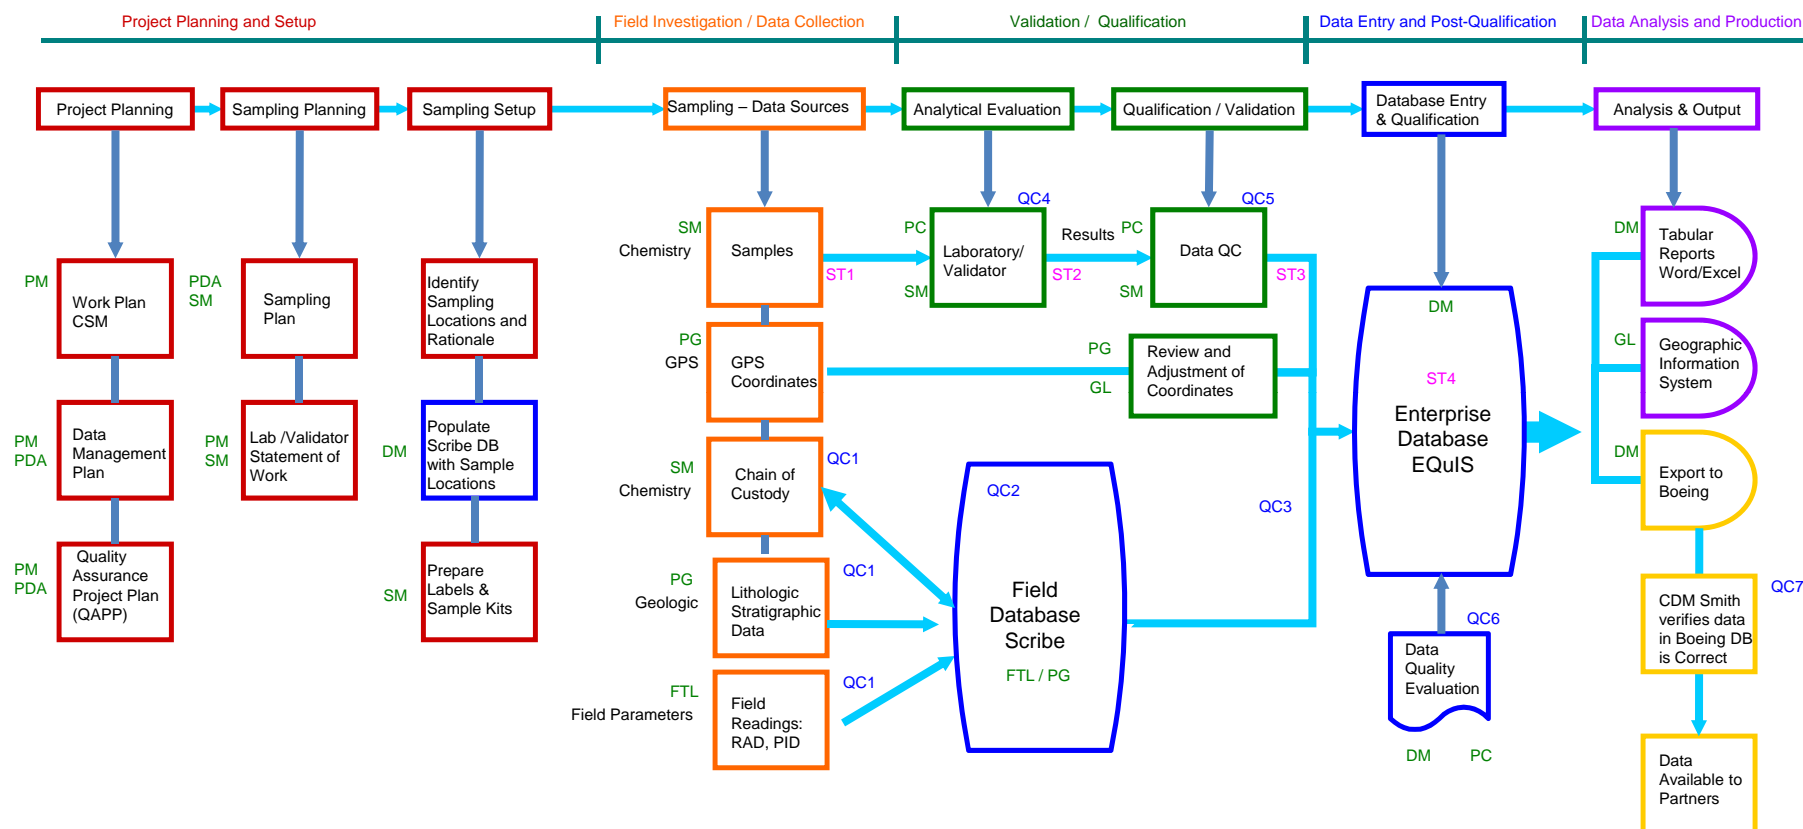 Project Planning and Setup
Field Investigation / Data Collection
Validation /  Qualification
Data Entry and Post-Qualification
Data Analysis and Production
Project Planning
Sampling Planning
Sampling Setup
Sampling – Data Sources
Analytical Evaluation
Qualification / Validation
Database Entry
& Qualification
Analysis & Output
PM
Work Plan
CSM
PM
PDA
Data
Management
Plan
PM
PDA
Quality
Assurance
Project Plan
(QAPP)
PDA
SM
Sampling
Plan
PM
SM
Lab /Validator
Statement of
Work
Identify
Sampling
Locations and
Rationale
DM
Populate
Scribe DB
with Sample
Locations
SM
Prepare
Labels &
Sample Kits
SM
Chemistry
Samples
ST1
PG
GPS
GPS
Coordinates
SM
Chemistry
Chain of
Custody
QC1
PG
Geologic
Lithologic
Stratigraphic
Data
QC1
FTL
Field Parameters
Field
Readings:
RAD, PID
QC1
QC4
PC
Laboratory/
Validator
SM
Results
ST2
QC5
PC
Data QC
SM
ST3
PG
GL
Review and
Adjustment of
Coordinates
QC2
Field
Database
Scribe
FTL / PG
QC3
DM
ST4
Enterprise
Database
EQuIS
QC6
Data
Quality
Evaluation
DM
PC
DM
Tabular
Reports
Word/Excel
GL
Geographic
Information
System
DM
Export to
Boeing
QC7
CDM Smith
verifies data
in Boeing DB
is Correct
Data
Available to
Partners